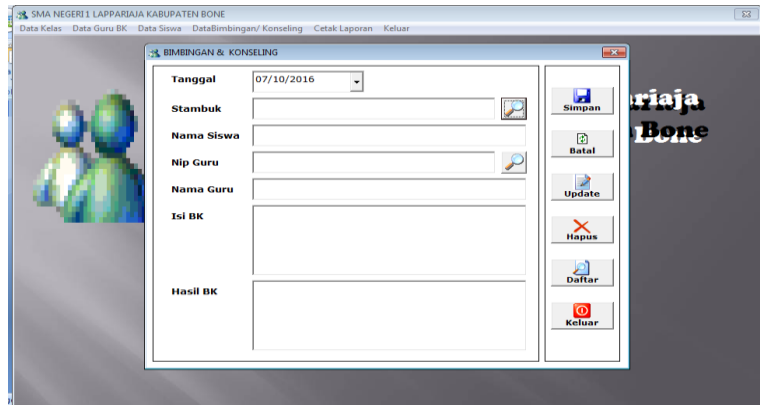 SMA NEGERI 1 LAPPARIAJA KABUPATEN BONE
Data Kelas Data Guru BK Data Siswa DataBimbingan/ Konseling Cetak Laporan Keluar
BIMBINGAN & KONSELING
Tanggal 07/10/2016
Stambuk
Nama Siswa
Nip Guru
Nama Guru
Isi BK
Hasil BK
Simpan
Batal
Update
Hapus
Daftar
Keluar
riaja
Bone